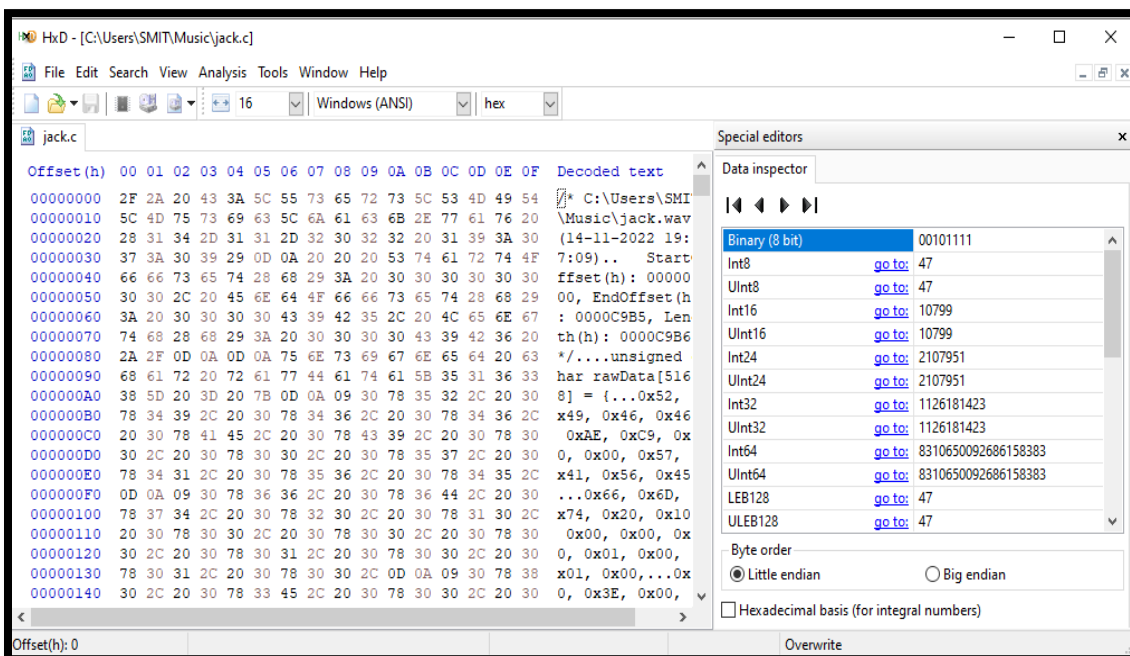 HxD - [C:\Users\SMIT\Music\jack.c]
File Edit Search View Analysis Tools Window Help
16 Windows (ANSI) hex
jack.c
Offset(h) 00 01 02 03 04 05 06 07 08 09 0A 0B 0C 0D 0E 0F Decoded text
00000000 2F 2A 20 43 3A 5C 55 73 65 72 73 5C 53 4D 49 54 /* C:\Users\SMIT
00000010 5C 4D 75 73 69 63 5C 6A 61 63 6B 2E 77 61 76 20 \Music\jack.wav
00000020 28 31 34 2D 31 31 2D 32 30 32 32 20 31 39 3A 30 (14-11-2022 19:
00000030 37 3A 30 39 29 0D 0A 20 20 20 53 74 61 72 74 4F 7:09).. Start
00000040 66 66 73 65 74 28 68 29 3A 20 30 30 30 30 30 30 ffset(h): 00000
00000050 30 30 2C 20 45 6E 64 4F 66 66 73 65 74 28 68 29 00, EndOffset(h
00000060 3A 20 30 30 30 30 43 39 42 35 2C 20 4C 65 6E 67 : 0000C9B5, Len
00000070 74 68 28 68 29 3A 20 30 30 30 30 43 39 42 36 20 th(h): 0000C9B6
00000080 2A 2F 0D 0A 0D 0A 75 6E 73 69 67 6E 65 64 20 63 */....unsigned
00000090 68 61 72 20 72 61 77 44 61 74 61 5B 35 31 36 33 har rawData[516
000000A0 38 5D 20 3D 20 7B 0D 0A 09 30 78 35 32 2C 20 30 8] = {...0x52,
000000B0 78 34 39 2C 20 30 78 34 36 2C 20 30 78 34 36 2C x49, 0x46, 0x46
000000C0 20 30 78 41 45 2C 20 30 78 43 39 2C 20 30 78 30 0xAE, 0xC9, 0x
000000D0 30 2C 20 30 78 30 30 2C 20 30 78 35 37 2C 20 30 0, 0x00, 0x57,
000000E0 78 34 31 2C 20 30 78 35 36 2C 20 30 78 34 35 2C x41, 0x56, 0x45
000000F0 0D 0A 09 30 78 36 36 2C 20 30 78 36 44 2C 20 30 ...0x66, 0x6D,
00000100 78 37 34 2C 20 30 78 32 30 2C 20 30 78 31 30 2C x74, 0x20, 0x10
00000110 20 30 78 30 30 2C 20 30 78 30 30 2C 20 30 78 30 0x00, 0x00, 0x
00000120 30 2C 20 30 78 30 31 2C 20 30 78 30 30 2C 20 30 0, 0x01, 0x00,
00000130 78 30 31 2C 20 30 78 30 30 2C 0D 0A 09 30 78 38 x01, 0x00,...0x
00000140 30 2C 20 30 78 33 45 2C 20 30 78 30 30 2C 20 30 0, 0x3E, 0x00,
Special editors
Data inspector
Binary (8 bit) 00101111
Int8 go to: 47
UInt8 go to: 47
Int16 go to: 10799
UInt16 go to: 10799
Int24 go to: 2107951
UInt24 go to: 2107951
Int32 go to: 1126181423
UInt32 go to: 1126181423
Int64 go to: 8310650092686158383
UInt64 go to: 8310650092686158383
LEB128 go to: 47
ULEB128 go to: 47
Byte order
Little endian Big endian
Hexadecimal basis (for integral numbers)
Offset(h): 0 Overwrite